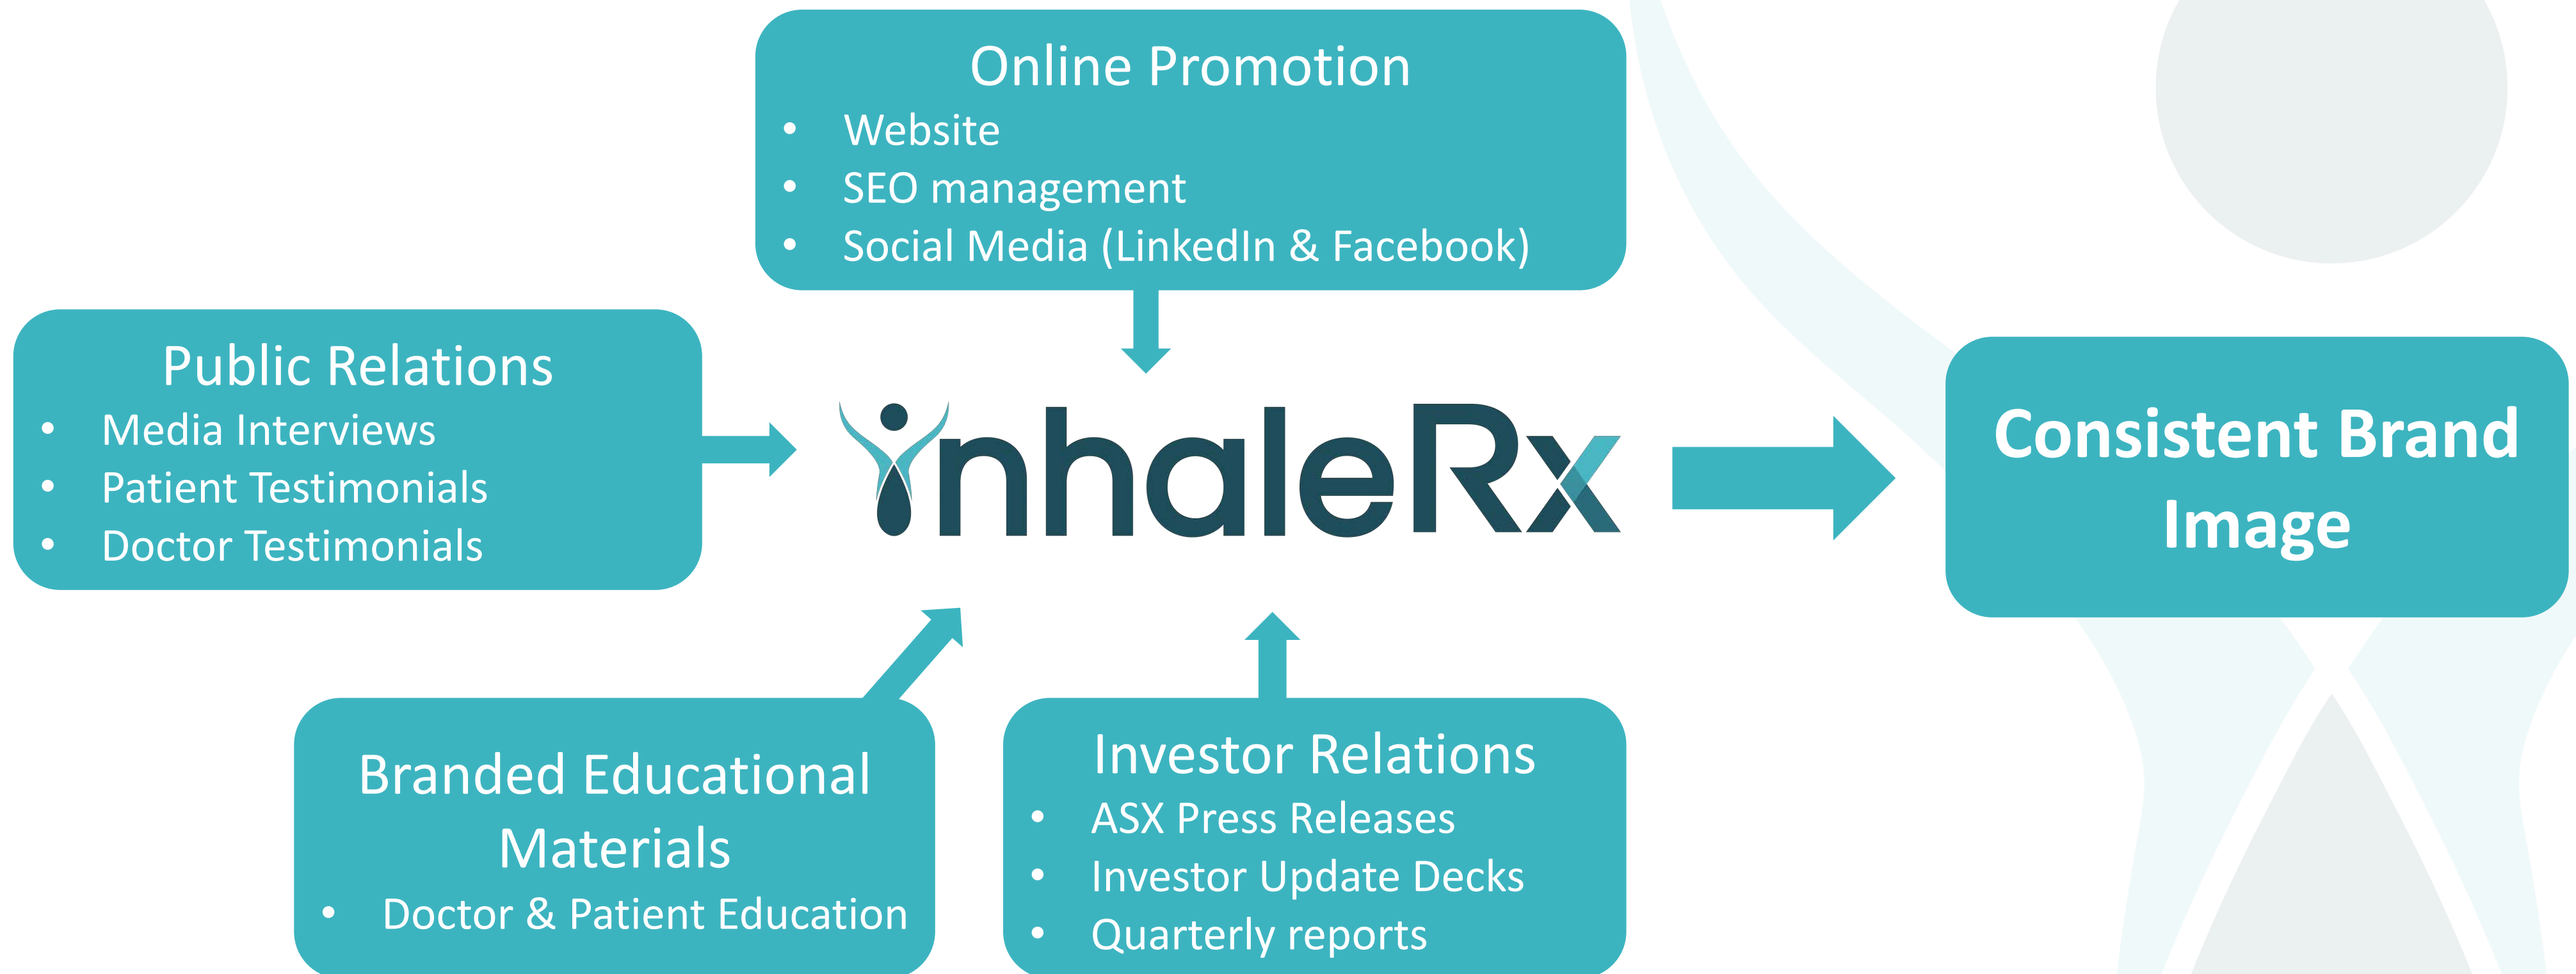 Online Promotion
• Website
• SEO management
• Social Media (LinkedIn & Facebook)
Public Relations
• Media Interviews
• Patient Testimonials
• Doctor Testimonials
inhaleRx
Consistent Brand
Image
Branded Educational
Materials
• Doctor & Patient Education
Investor Relations
• ASX Press Releases
• Investor Update Decks
• Quarterly reports